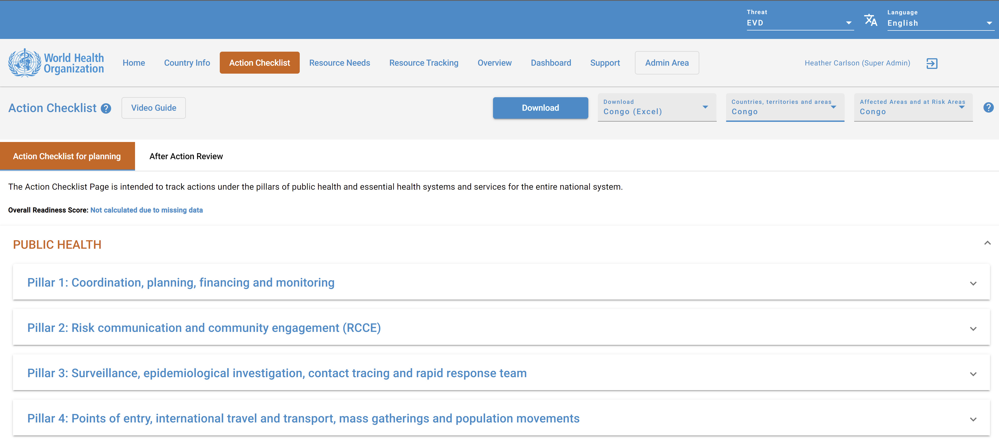 Threat
EVD
Language
English
World Health
Organization
Home
Country Info
Action Checklist
Resource Needs
Resource Tracking
Overview
Dashboard
Support
Admin Area
Heather Carlson (Super Admin)
Action Checklist
Video Guide
Download
Download
Congo (Excel)
Countries, territories and areas
Congo
Affected Areas and at Risk Areas
Congo
Action Checklist for planning
After Action Review
The Action Checklist Page is intended to track actions under the pillars of public health and essential health systems and services for the entire national system.
Overall Readiness Score: Not calculated due to missing data
PUBLIC HEALTH
Pillar 1: Coordination, planning, financing and monitoring
Pillar 2: Risk communication and community engagement (RCCE)
Pillar 3: Surveillance, epidemiological investigation, contact tracing and rapid response team
Pillar 4: Points of entry, international travel and transport, mass gatherings and population movements